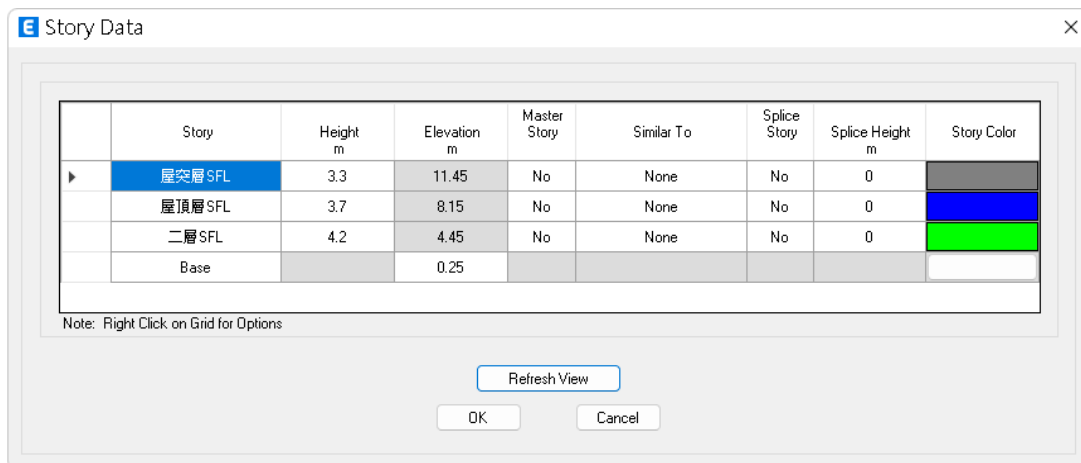 E Story Data
Story Height m Elevation m Master Story Similar To Splice Story Splice Height m Story Color
屋突層SFL 3.3 11.45 No None No 0
屋頂層SFL 3.7 8.15 No None No 0
二層SFL 4.2 4.45 No None No 0
Base 0.25
Note: Right Click on Grid for Options
Refresh View
OK Cancel